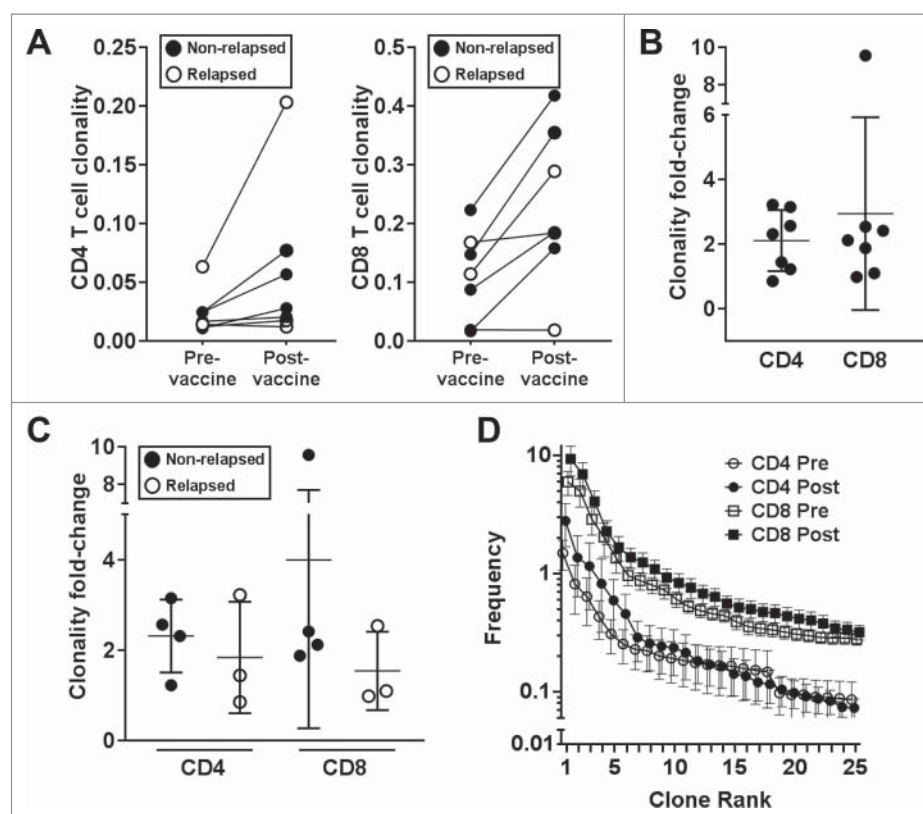 A
B
CD4 T cell clonality
0.25
0.20
0.15
0.10
0.05
0.00
Non-relapsed
Relapsed
Pre-
vaccine
Post-
vaccine
CD8 T cell clonality
0.5
0.4
0.3
0.2
0.1
0.0
Non-relapsed
Relapsed
Pre-
vaccine
Post-
vaccine
Clonality fold-change
10
8
6
4
2
0
CD4
CD8
C
D
Clonality fold-change
10
8
4
2
0
Non-relapsed
Relapsed
CD4
CD8
Frequency
10
1
0.1
0.01
CD4 Pre
CD4 Post
CD8 Pre
CD8 Post
1 5 10 15 20 25
Clone Rank